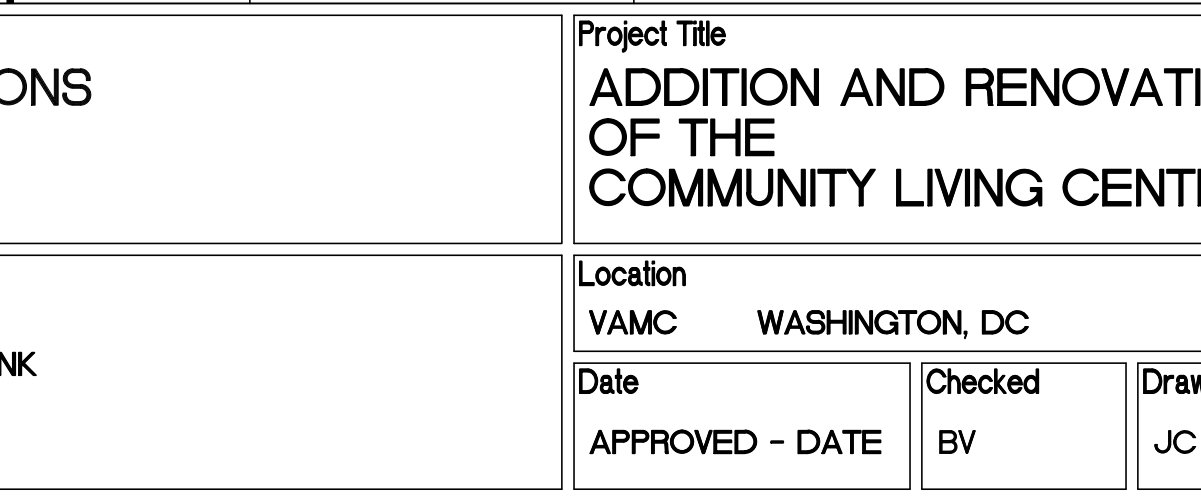 ONS
Project Title
ADDITION AND RENOVATI
OF THE
COMMUNITY LIVING CENT
Location
VAMC WASHINGTON, DC
NK
Date
APPROVED - DATE
Checked
BV
Draw
JC